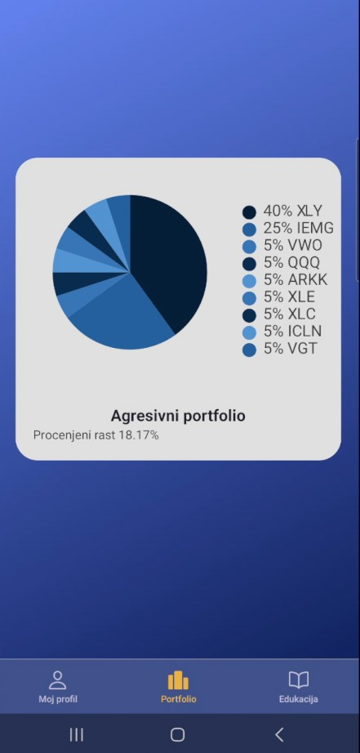 40% XLY
25% IEMG
5% VWO
5% QQQ
5% ARKK
5% XLE
5% XLC
5% ICLN
5% VGT
Agresivni portfolio
Procenjeni rast 18.17%
Moj profil
Portfolio
Edukacija